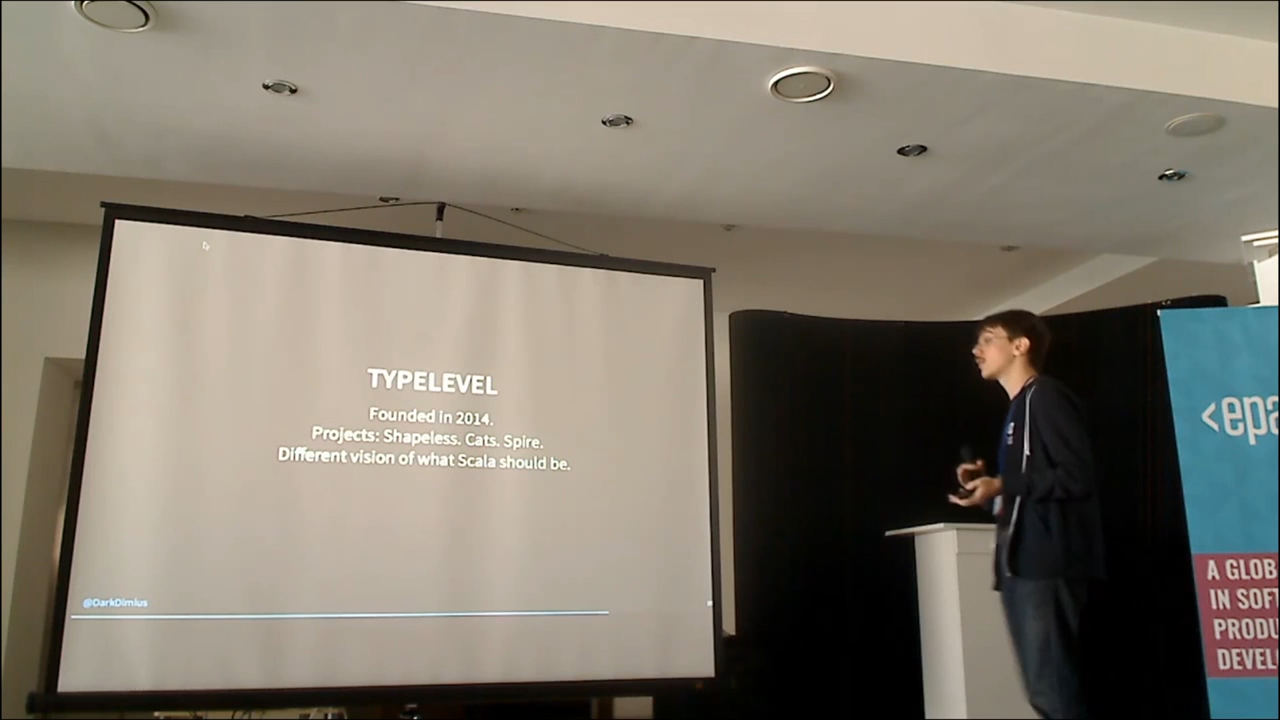 TYPELEVEL
Founded in 2014.
Projects: Shapeless. Cats. Spire.
Different vision of what Scala should be.
@DarkDimius
<epa
A GLOB
IN SOFT
PRODU
DEVEL